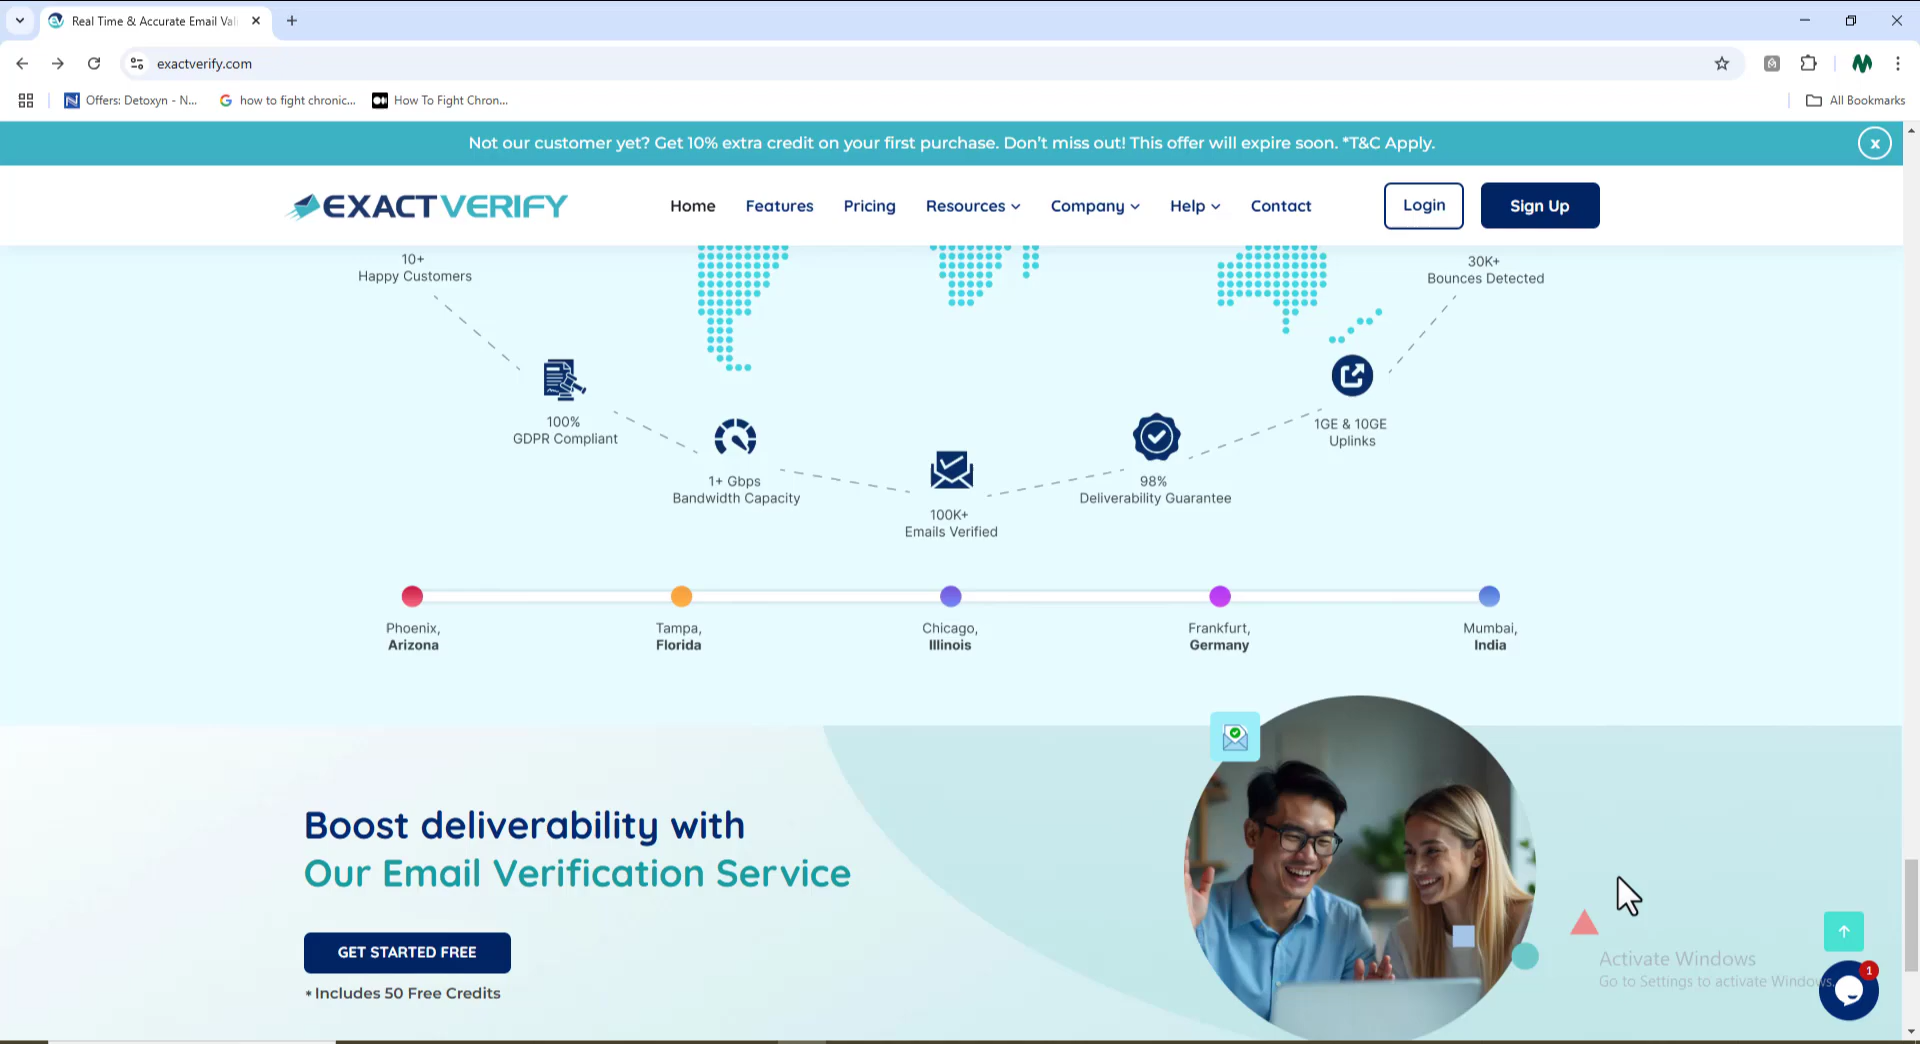 Real Time & Accurate Email Val
exactverify.com
Offers: Detoxyn - N...
how to fight chronic...
How To Fight Chron...
All Bookmarks
Not our customer yet? Get 10% extra credit on your first purchase. Don't miss out! This offer will expire soon. *T&C Apply.
x
EXACTVERIFY
Home
Features
Pricing
Resources
Company
Help
Contact
Login
Sign Up
10+
Happy Customers
30K+
Bounces Detected
100%
GDPR Compliant
1GE & 10GE
Uplinks
1+ Gbps
Bandwidth Capacity
98%
Deliverability Guarantee
100K+
Emails Verified
Phoenix,
Arizona
Tampa,
Florida
Chicago,
Illinois
Frankfurt,
Germany
Mumbai,
India
Boost deliverability with
Our Email Verification Service
GET STARTED FREE
* Includes 50 Free Credits
Activate Windows
Go to Settings to activate Windows.
1